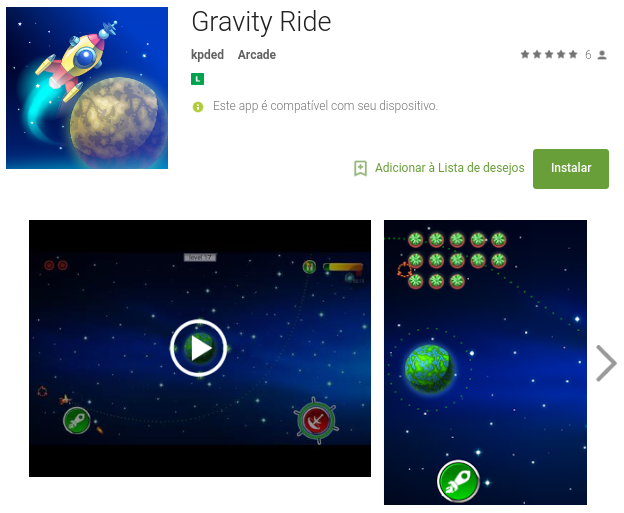 Gravity Ride
kpded Arcade 6
L
Este app é compatível com seu dispositivo.
Adicionar à Lista de desejos Instalar
level 17